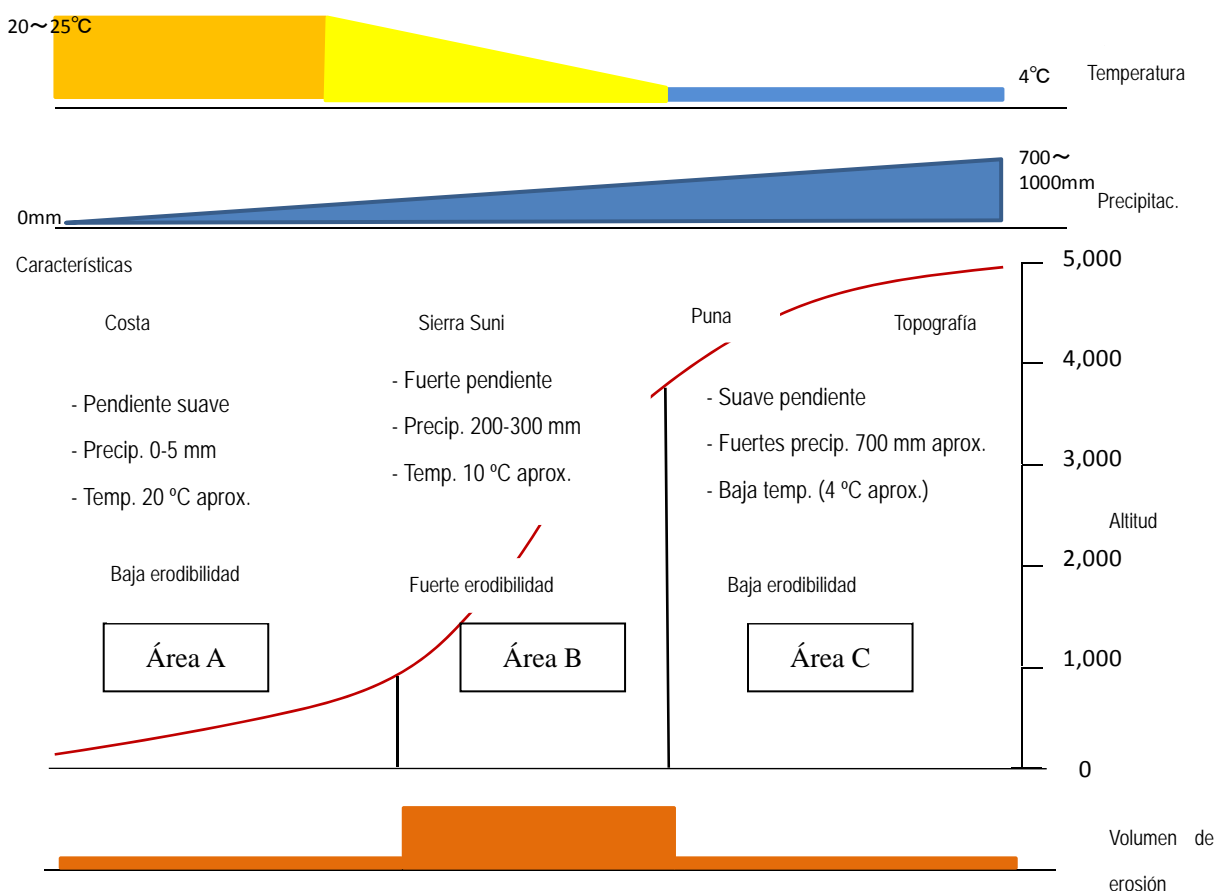 20~25℃
4℃
Temperatura
700~
1000mm
Precipitac.
0mm
Características
5,000
Costa
Sierra Suni
Puna
Topografía
4,000
- Pendiente suave
- Precip. 0-5 mm
- Temp. 20 ºC aprox.
- Fuerte pendiente
- Precip. 200-300 mm
- Temp. 10 ºC aprox.
- Suave pendiente
- Fuertes precip. 700 mm aprox.
- Baja temp. (4 ºC aprox.)
3,000
Altitud
2,000
Baja erodibilidad
Fuerte erodibilidad
Baja erodibilidad
Área A
Área B
Área C
1,000
0
Volumen de
erosión